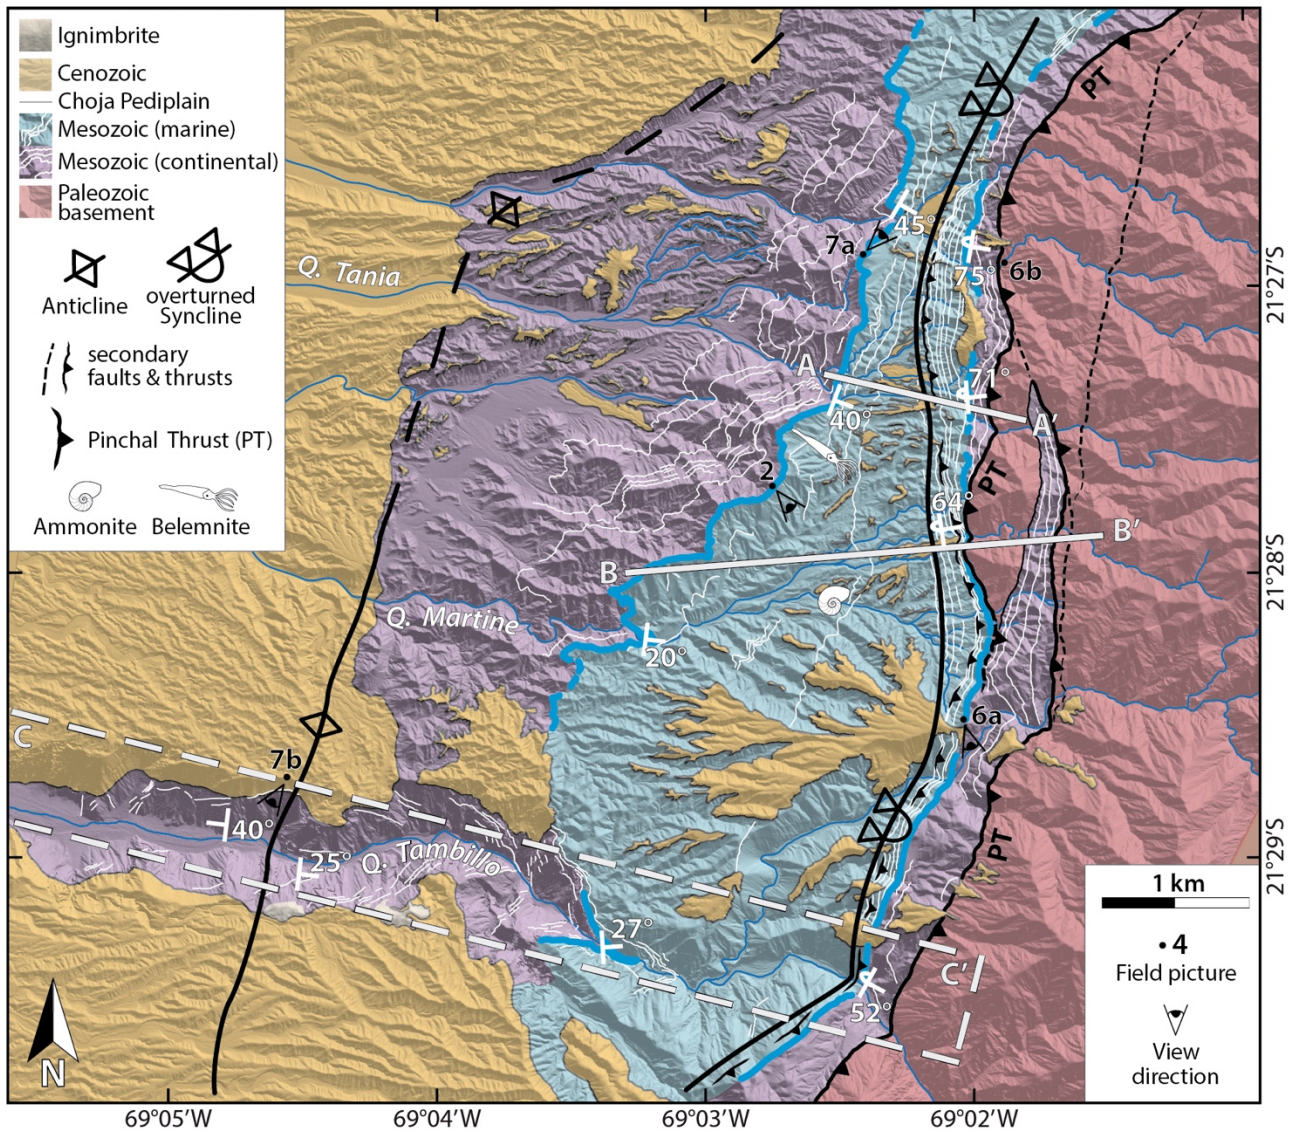 Ignimbrite
Cenozoic
Choja Pediplain
Mesozoic (marine)
Mesozoic (continental)
Paleozoic
basement
Anticline
overturned
Syncline
secondary
faults & thrusts
Pinchal Thrust (PT)
Ammonite
Belemnite
PT
45°
7a
Q. Tania
75°
6b
21°27'S
A
71°
40°
A'
2
PT
64°
B'
B
21°28'S
Q. Martine
20°
6a
C
7b
40°
25°
Q. Tambillo
PT
21°29'S
27°
C'
52°
1 km
4
Field picture
View
direction
N
69°05'W
69°04'W
69°03'W
69°02'W